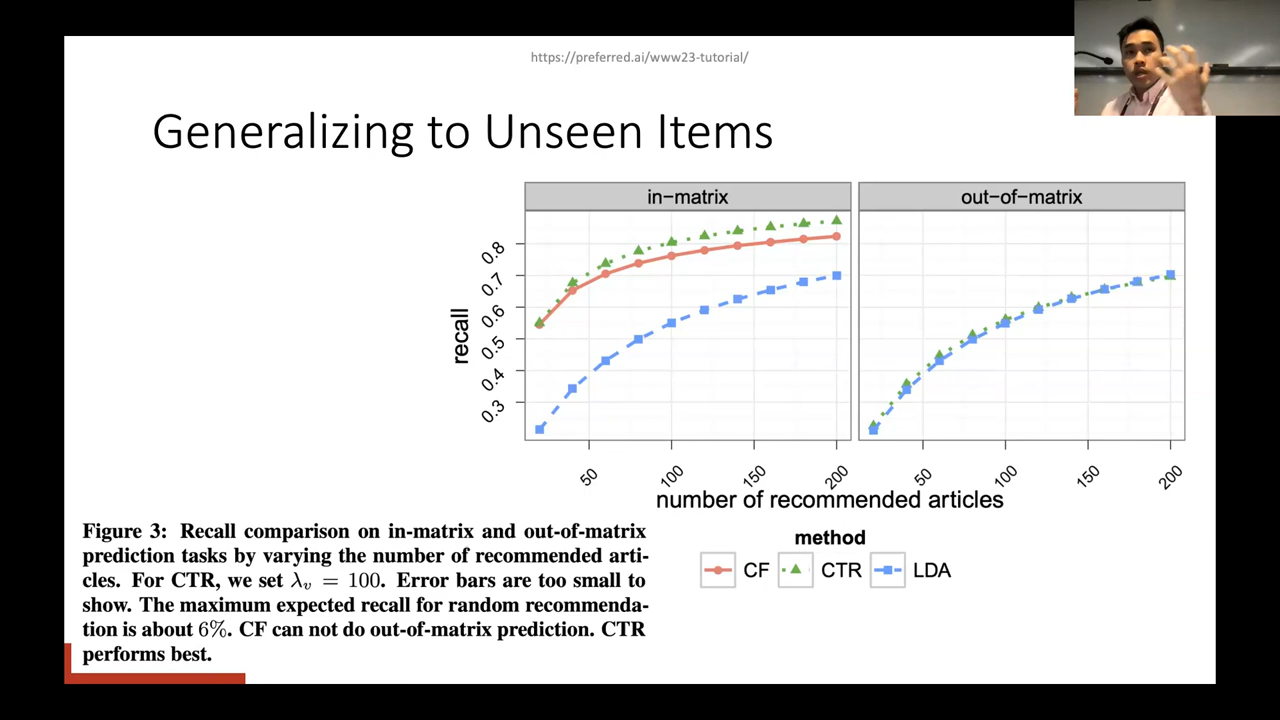 https://preferred.ai/www23-tutorial/
Generalizing to Unseen Items
in−matrix
out−of−matrix
recall
0.8
0.7
0.6
0.5
0.4
0.3
50
100
150
200
50
100
150
200
number of recommended articles
method
CF
CTR
LDA
Figure 3: Recall comparison on in-matrix and out-of-matrix
prediction tasks by varying the number of recommended arti-
cles. For CTR, we set λv = 100. Error bars are too small to
show. The maximum expected recall for random recommenda-
tion is about 6%. CF can not do out-of-matrix prediction. CTR
performs best.